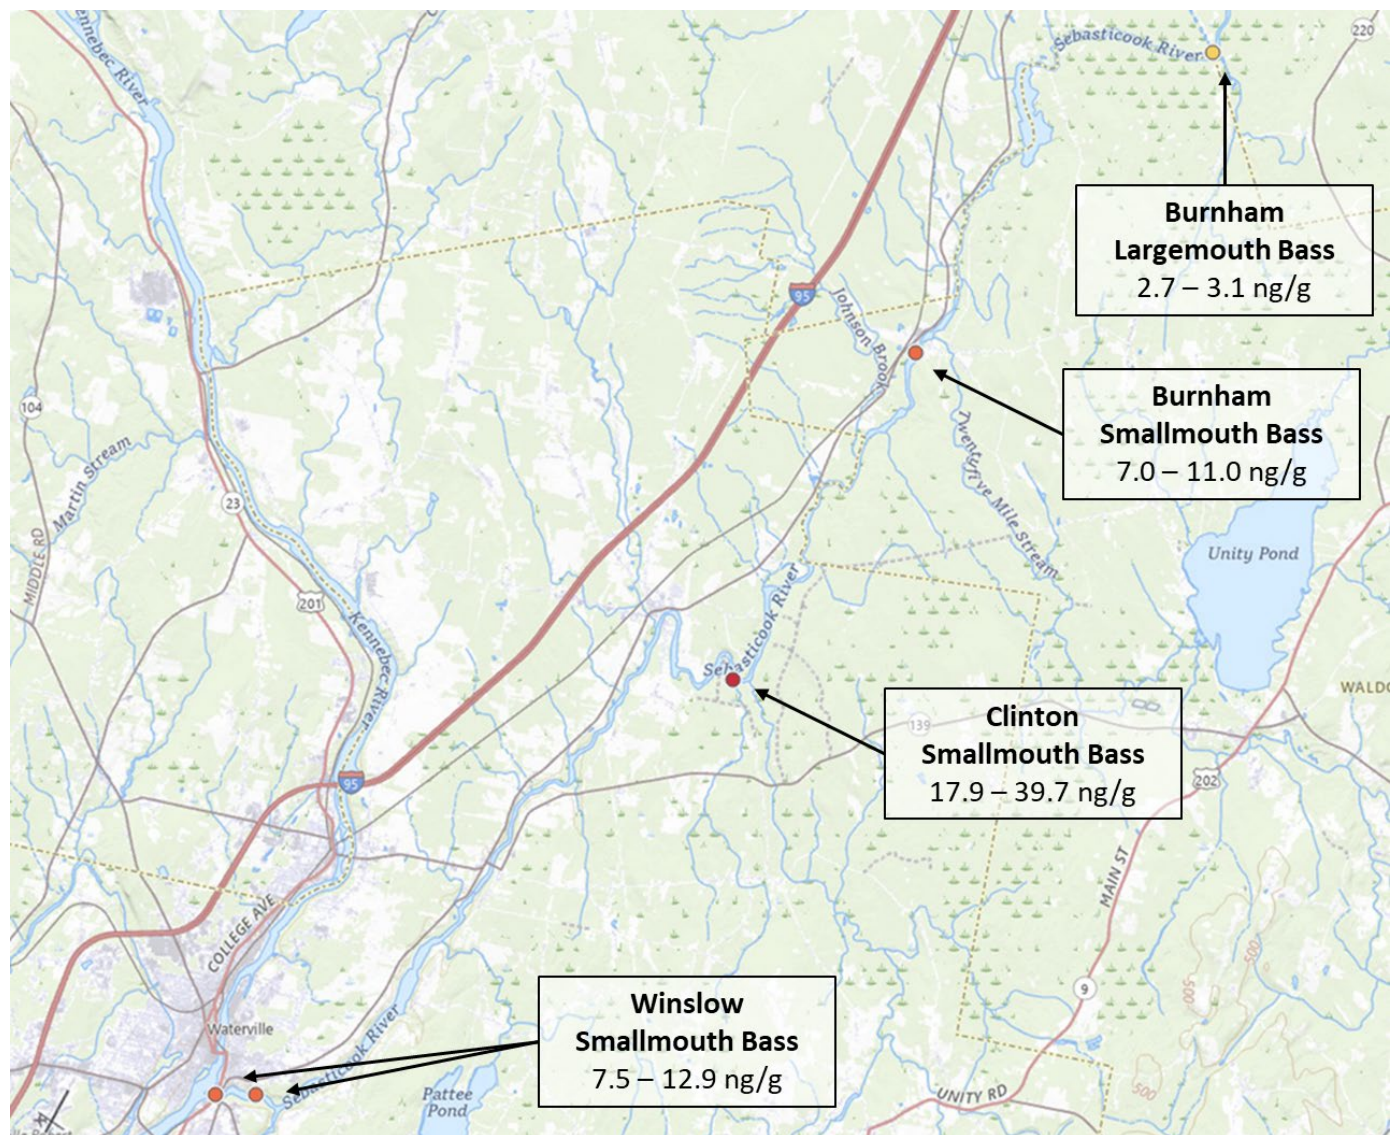 Kennebec River
Sebasticook River
220
Burnham
Largemouth Bass
2.7 – 3.1 ng/g
95
Johnson Brook
Burnham
Smallmouth Bass
7.0 – 11.0 ng/g
104
Martin Stream
23
Twentyfive Mile Stream
Unity Pond
MIDDLE RD
201
Kennebec River
Sebasticook River
WALDO
Clinton
Smallmouth Bass
17.9 – 39.7 ng/g
139
95
202
MAIN ST
COLLEGE AVE
500
500
9
Winslow
Smallmouth Bass
7.5 – 12.9 ng/g
Waterville
Sebasticook River
Pattee
Pond
UNITY RD
500